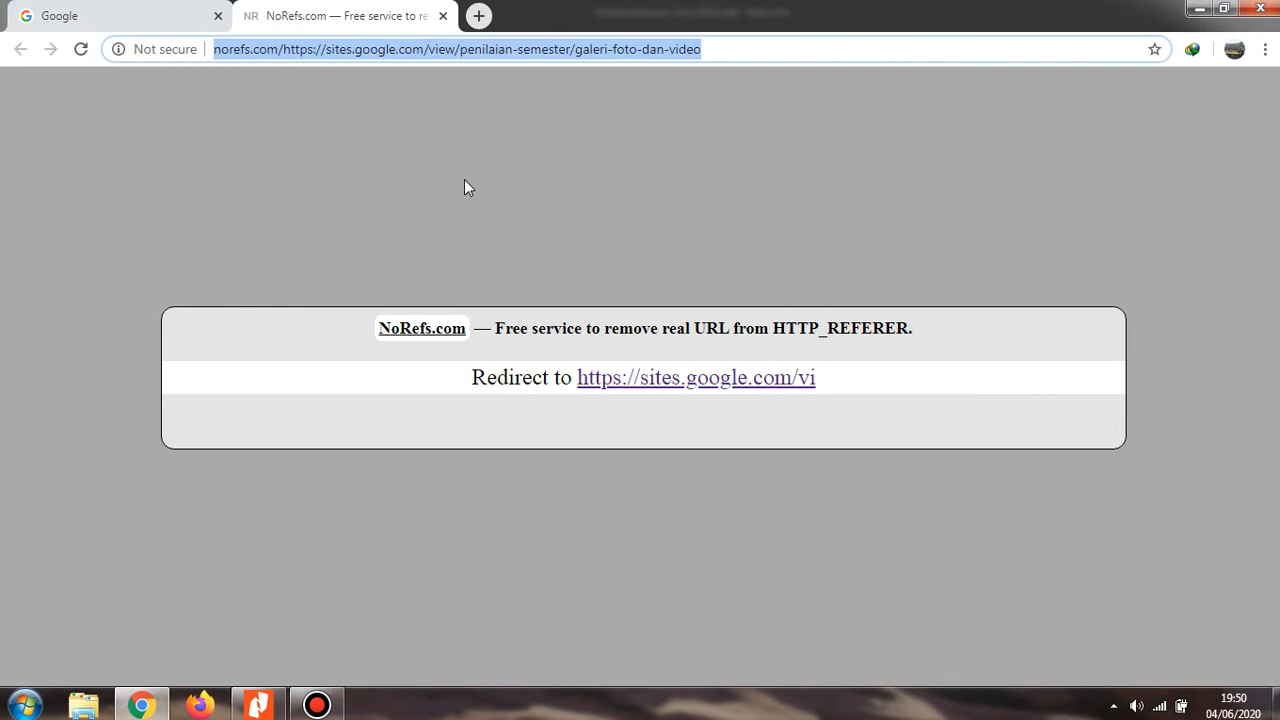 Google
NR NoRefs.com — Free service to re
Not secure
norefs.com/https://sites.google.com/view/penilaian-semester/galeri-foto-dan-video
NoRefs.com — Free service to remove real URL from HTTP_REFERER.
Redirect to https://sites.google.com/vi
19:50
04/06/2020